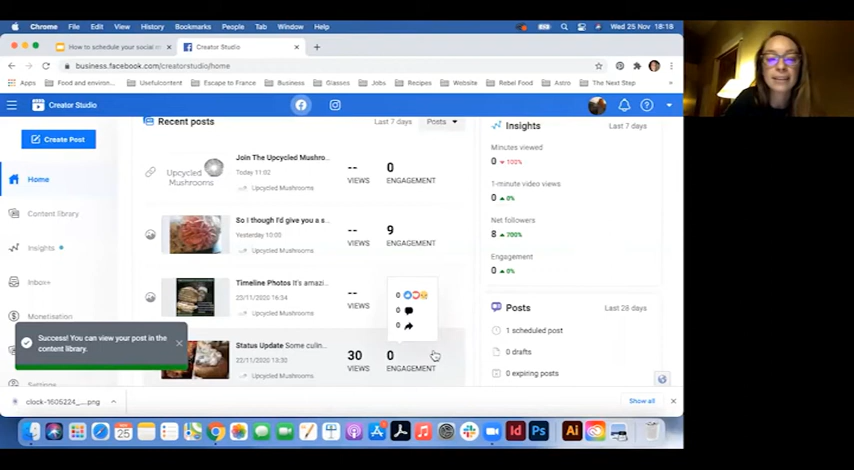 Chrome File Edit View History Bookmarks People Tab Window Help Wed 25 Nov 18:18
How to schedule your social m Creator Studio
business.facebook.com/creatorstudio/home
Apps Food and environ... Usefulcontent Escape to France Business Glasses Jobs Recipes Website Rebel Food Astro The Next Step
Creator Studio
Create Post
Home
Content library
Insights
Inbox+
Monetisation
Settings
Recent posts Last 7 days Posts
Upcycled Mushrooms
Join The Upcycled Mushro...
Today 11:02
Upcycled Mushrooms
-- VIEWS
0 ENGAGEMENT
So I though I'd give you a s...
Yesterday 10:00
Upcycled Mushrooms
-- VIEWS
9 ENGAGEMENT
Timeline Photos It's amazi...
23/11/2020 16:34
Upcycled Mushrooms
-- VIEWS
0
0
0
Status Update Some culin...
22/11/2020 13:30
Upcycled Mushrooms
30 VIEWS
0 ENGAGEMENT
Insights Last 7 days
Minutes viewed
0 100%
1-minute video views
0 0%
Net followers
8 700%
Engagement
0 0%
Posts Last 28 days
1 scheduled post
0 drafts
0 expiring posts
Success! You can view your post in the
content library.
clock-1605224_....png
Show all